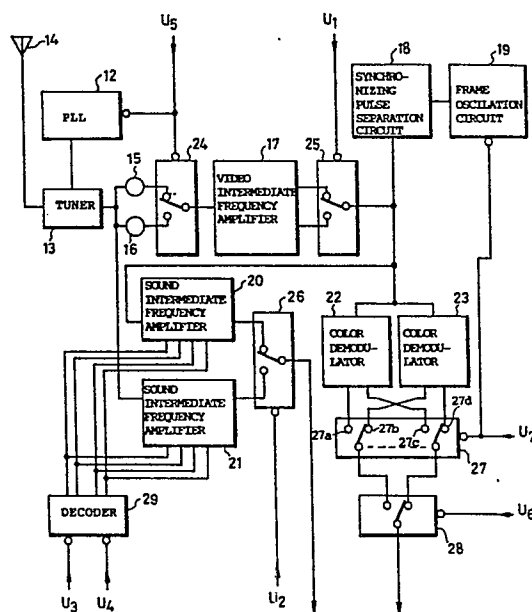 U5
U1
14
12
18
19
PLL
24
17
25
SYNCHRO-
NIZING
PULSE
SEPARATION
CIRCUIT
FRAME
OSCILATION
CIRCUIT
15
VIDEO
INTERMEDIATE
FREQUENCY
AMPLIFIER
TUNER
13
16
20
SOUND
INTERMEDIATE
FREQUENCY
AMPLIFIER
26
22
23
COLOR
DEMODU-
LATOR
COLOR
DEMODU-
LATOR
SOUND
INTERMEDIATE
FREQUENCY
AMPLIFIER
21
27a
27b
27c
27d
27
U7
29
DECODER
28
U6
U3
U4
Ui2